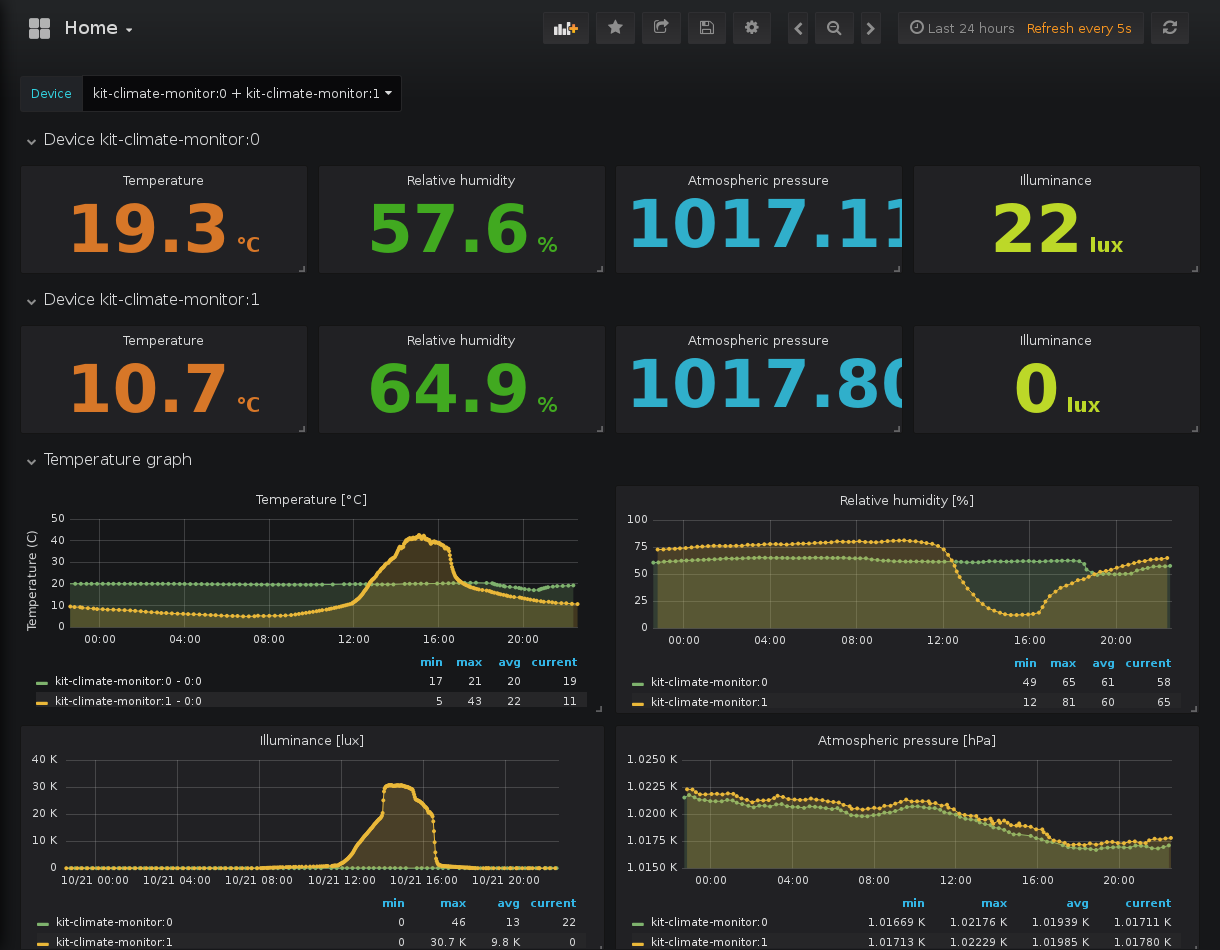 Home
Last 24 hours Refresh every 5s
Device kit-climate-monitor:0 + kit-climate-monitor:1
Device kit-climate-monitor:0
Temperature Relative humidity Atmospheric pressure Illuminance
19.3 °C 57.6 % 1017.11 22 lux
Device kit-climate-monitor:1
Temperature Relative humidity Atmospheric pressure Illuminance
10.7 °C 64.9 % 1017.80 0 lux
Temperature graph
Temperature [°C]
Temperature (C)
50
40
30
20
10
0
00:00 04:00 08:00 12:00 16:00 20:00
min max avg current
kit-climate-monitor:0 - 0:0 17 21 20 19
kit-climate-monitor:1 - 0:0 5 43 22 11
Relative humidity [%]
100
75
50
25
0
00:00 04:00 08:00 12:00 16:00 20:00
min max avg current
kit-climate-monitor:0 49 65 61 58
kit-climate-monitor:1 12 81 60 65
Illuminance [lux]
40 K
30 K
20 K
10 K
0
10/21 00:00 10/21 04:00 10/21 08:00 10/21 12:00 10/21 16:00 10/21 20:00
min max avg current
kit-climate-monitor:0 0 46 13 22
kit-climate-monitor:1 0 30.7 K 9.8 K 0
Atmospheric pressure [hPa]
1.0250 K
1.0225 K
1.0200 K
1.0175 K
1.0150 K
00:00 04:00 08:00 12:00 16:00 20:00
min max avg current
kit-climate-monitor:0 1.01669 K 1.02176 K 1.01939 K 1.01711 K
kit-climate-monitor:1 1.01713 K 1.02229 K 1.01985 K 1.01780 K